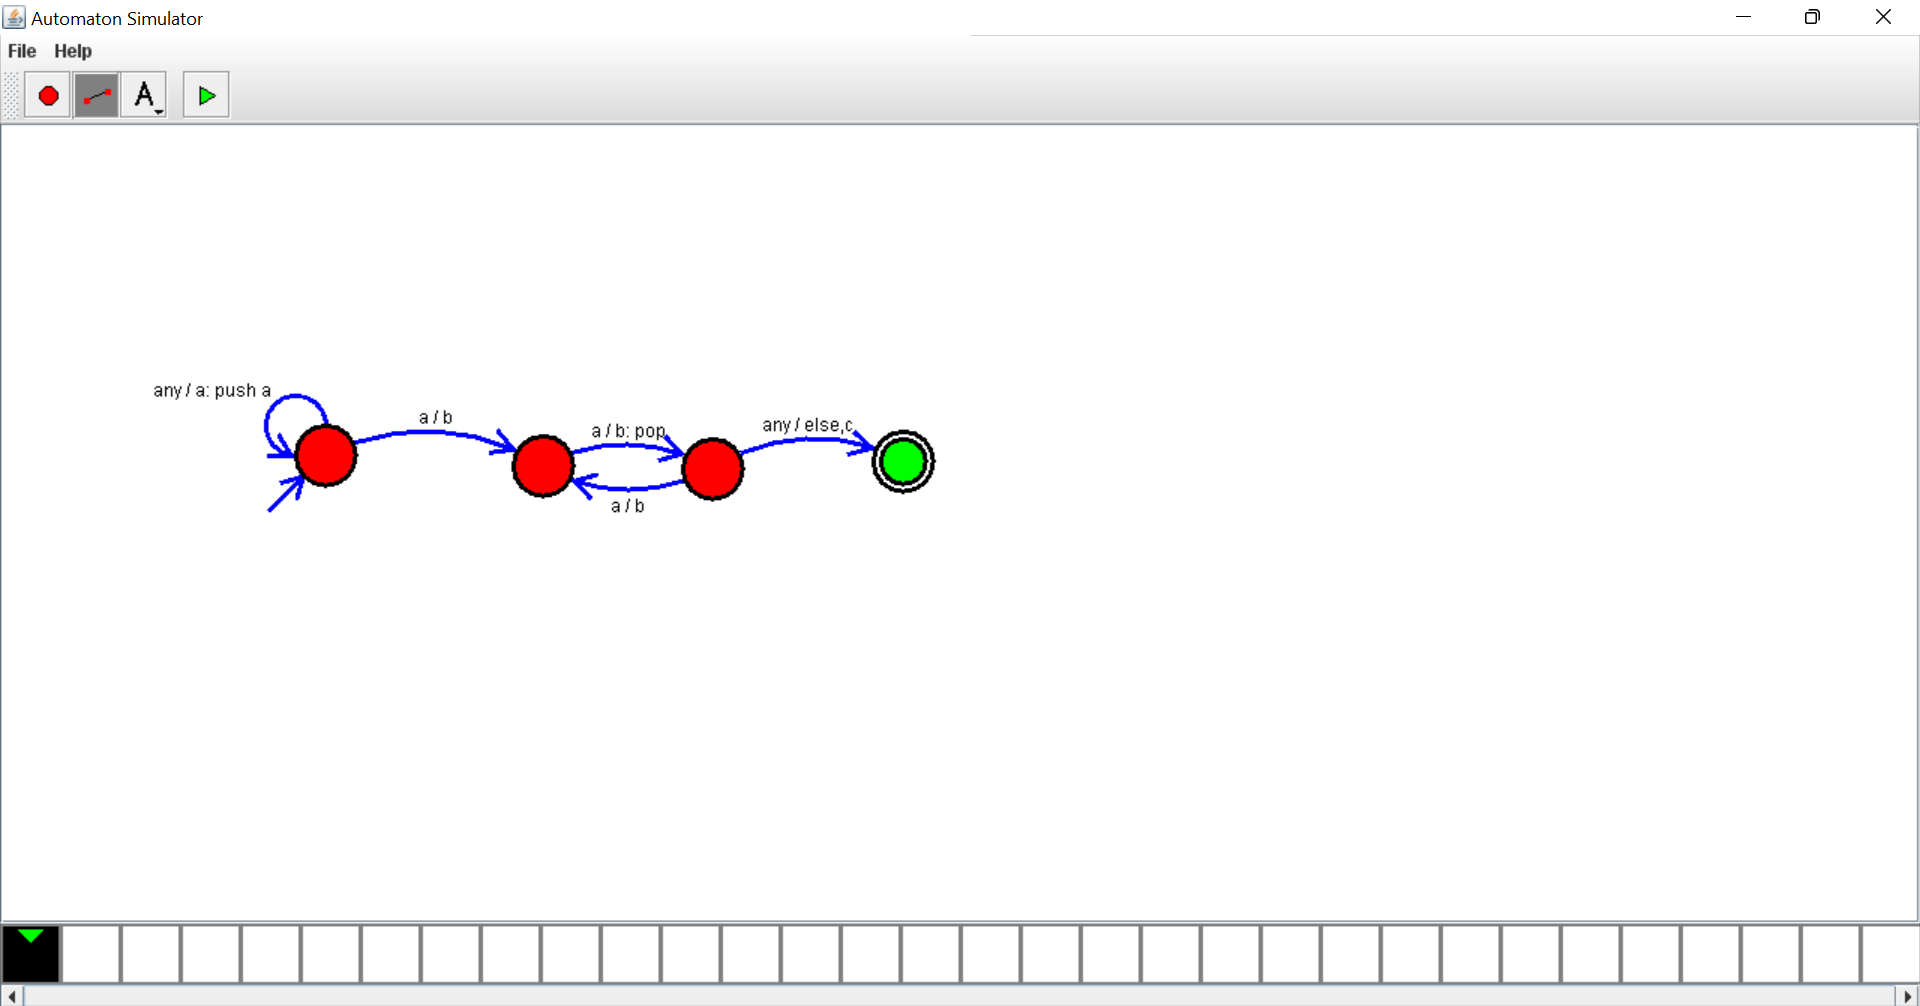 Automaton Simulator
File Help
A
any / a: push a
a / b
a / b: pop
any / else,c
a / b